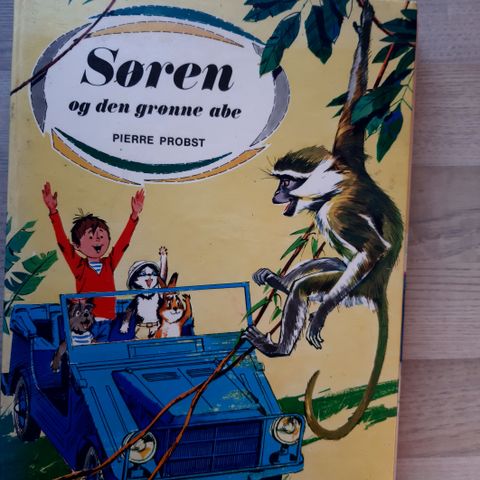 Søren
og den grønne abe
PIERRE PROBST